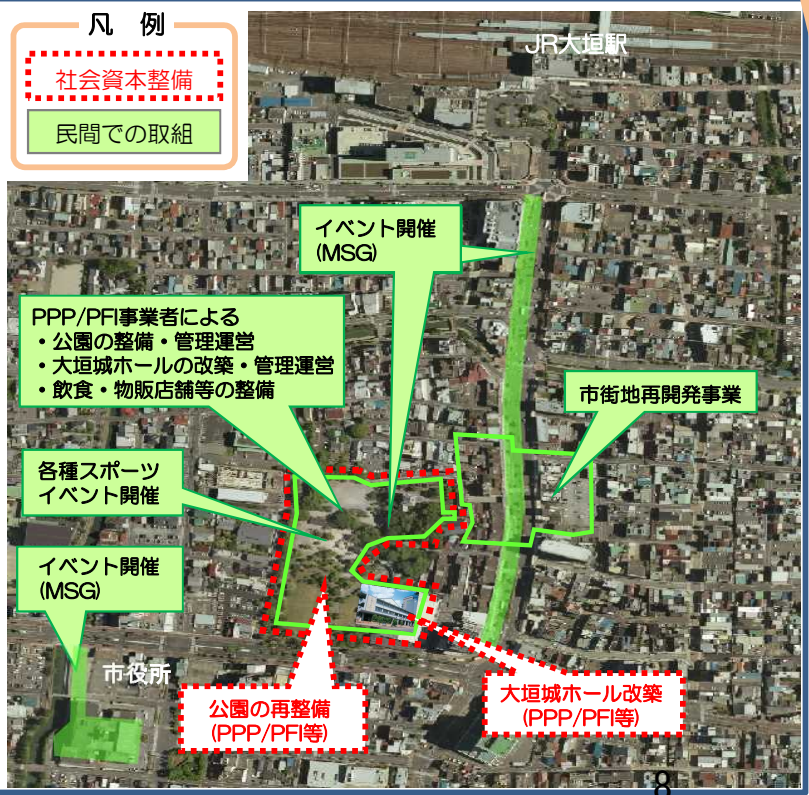 凡 例
社会資本整備
民間での取組
JR大垣駅
イベント開催
(MSG)
PPP/PFI事業者による
・公園の整備・管理運営
・大垣城ホールの改築・管理運営
・飲食・物販店舗等の整備
市街地再開発事業
各種スポーツ
イベント開催
イベント開催
(MSG)
市役所
公園の再整備
(PPP/PFI等)
大垣城ホール改築
(PPP/PFI等)
8